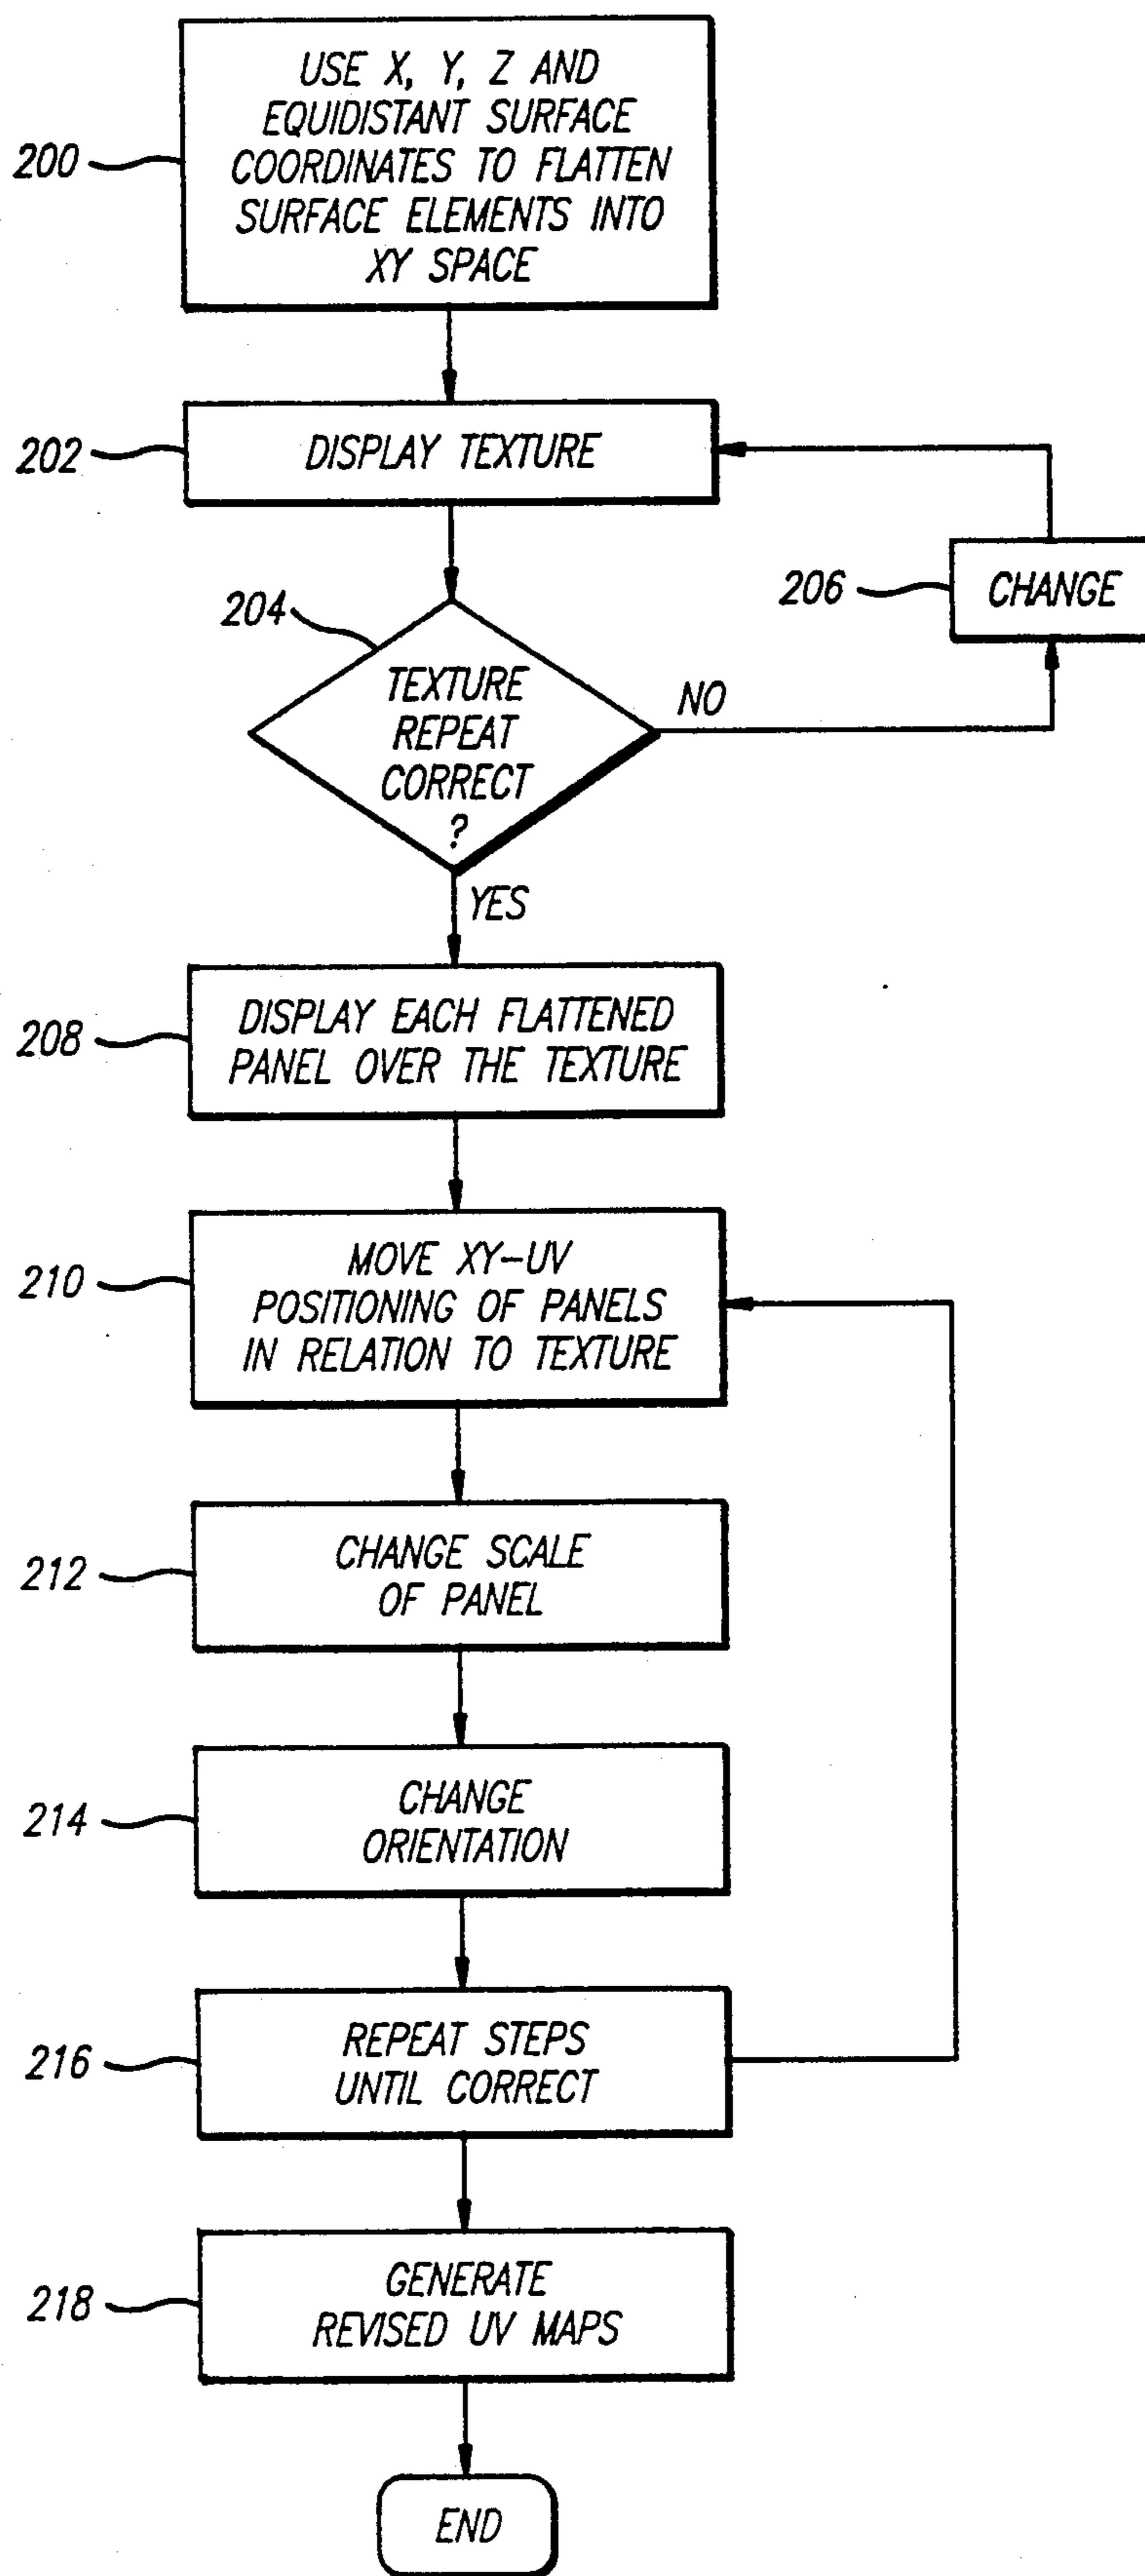 200
USE X, Y, Z AND
EQUIDISTANT SURFACE
COORDINATES TO FLATTEN
SURFACE ELEMENTS INTO
XY SPACE
202
DISPLAY TEXTURE
206
CHANGE
204
TEXTURE
REPEAT
CORRECT
?
NO
YES
208
DISPLAY EACH FLATTENED
PANEL OVER THE TEXTURE
210
MOVE XY-UV
POSITIONING OF PANELS
IN RELATION TO TEXTURE
212
CHANGE SCALE
OF PANEL
214
CHANGE
ORIENTATION
216
REPEAT STEPS
UNTIL CORRECT
218
GENERATE
REVISED UV MAPS
END